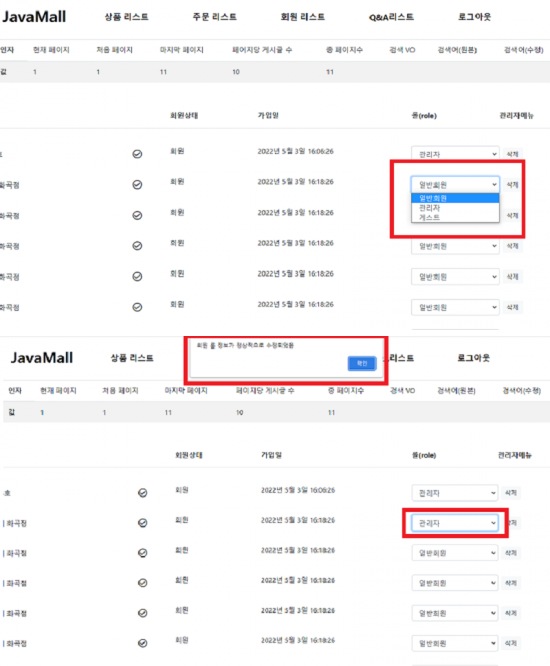 JavaMall 상품 리스트 주문 리스트 회원 리스트 Q&A리스트 로그아웃
인자 현재 페이지 처음 페이지 마지막 페이지 페이지당 게시글 수 총 페이지수 검색 VO 검색어(원본) 검색어(수정)
값 1 1 11 10 11
회원상태 가입일 롤(role) 관리자메뉴
호 회원 2022년 5월 3일 16:06:26 관리자 삭제
화곡점 회원 2022년 5월 3일 16:18:26 일반회원 삭제
일반회원
관리자
화곡점 회원 2022년 5월 3일 16:18:26 삭제
게스트
화곡점 회원 2022년 5월 3일 16:18:26 일반회원 삭제
화곡점 회원 2022년 5월 3일 16:18:26 일반회원 삭제
화곡점 회원 2022년 5월 3일 16:18:26 일반회원 삭제
회원 롤 정보가 정상적으로 수정되었음
확인
JavaMall 상품 리스트 리스트 로그아웃
인자 현재 페이지 처음 페이지 마지막 페이지 페이지당 게시글 수 총 페이지수 검색 VO 검색어(원본) 검색어(수정)
값 1 1 11 10 11
회원상태 가입일 롤(role) 관리자메뉴
호 회원 2022년 5월 3일 16:06:26 관리자 삭제
화곡점 회원 2022년 5월 3일 16:18:26 관리자
화곡점 회원 2022년 5월 3일 16:18:26 일반회원 삭제
화곡점 회원 2022년 5월 3일 16:18:26 일반회원 삭제
화곡점 회원 2022년 5월 3일 16:18:26 일반회원 삭제
화곡점 회원 2022년 5월 3일 16:18:26 일반회원 삭제